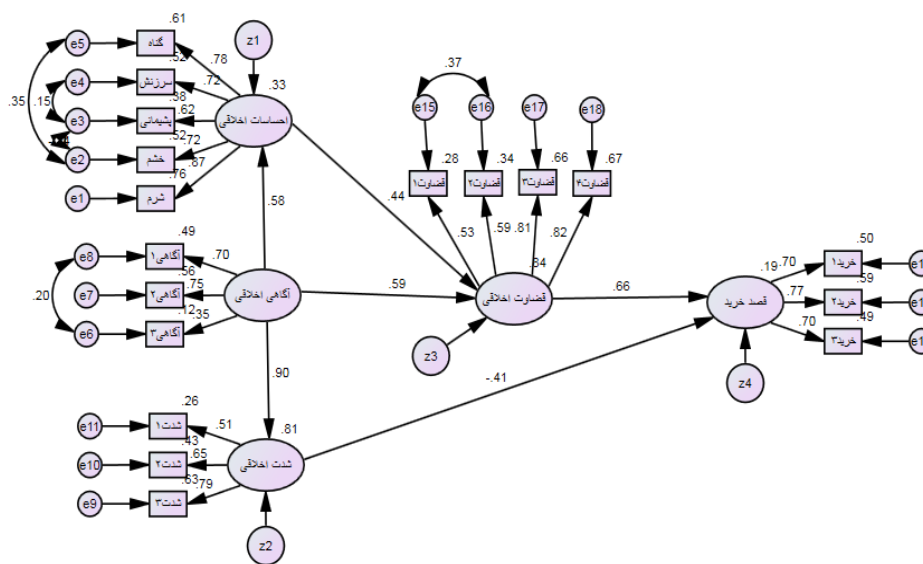 .61
e5
گناه
z1
.78
.52
e4
سرزنش
.72
.33
.37
.35
.15
.38
e3
پشیمانی
.62
احساسات اخلاقی
e15
e16
e17
e18
.52
e2
خشم
.72
.87
.76
e1
شرم
.28
.34
.66
.67
قضاوت۱
قضاوت۲
قضاوت۳
قضاوت۴
.58
.44
.53
.59
.81
.82
.49
e8
آگاهی۱
.70
.56
.20
e7
آگاهی۲
.75
آگاهی اخلاقی
.59
.12
e6
آگاهی۳
.35
قضاوت اخلاقی
.66
.19
قصد خرید
.50
.70
خرید۱
.59
.77
خرید۲
.49
.70
خرید۳
z3
z4
.90
-.41
.26
e11
شدت۱
.51
.81
.43
e10
شدت۲
.65
شدت اخلاقی
.63
e9
شدت۳
.79
z2